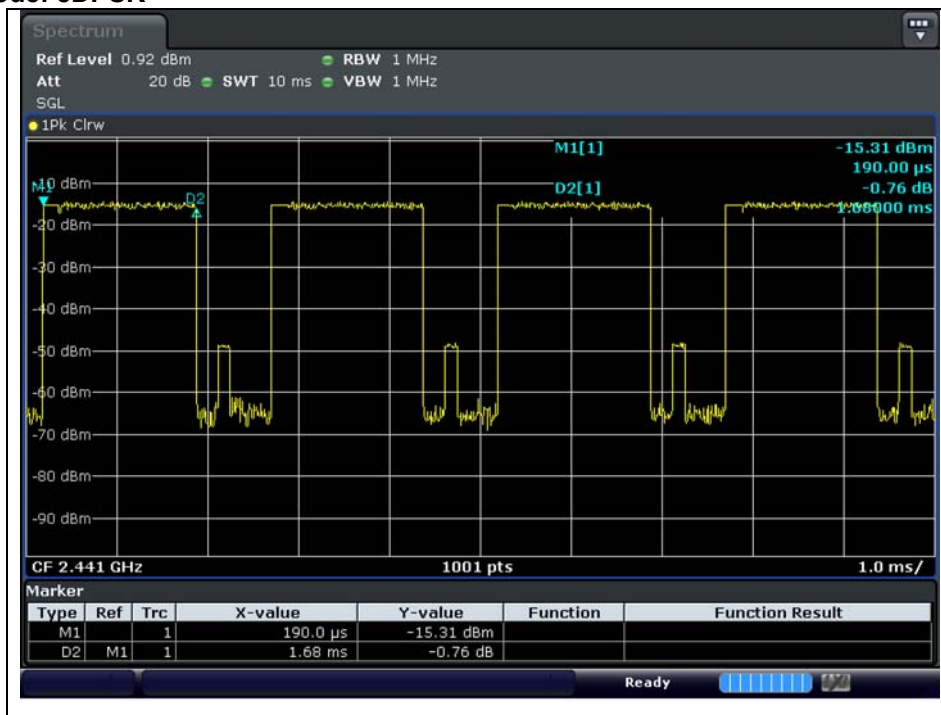 Spectrum
Ref Level 0.92 dBm RBW 1 MHz
Att 20 dB SWT 10 ms VBW 1 MHz
SGL
1Pk Clrw
M1[1] -15.31 dBm
190.00 µs
D2[1] -0.76 dB
1.68000 ms
M1
D2
-10 dBm
-20 dBm
-30 dBm
-40 dBm
-50 dBm
-60 dBm
-70 dBm
-80 dBm
-90 dBm
CF 2.441 GHz 1001 pts 1.0 ms/
Marker
Type Ref Trc X-value Y-value Function Function Result
M1 1 190.0 µs -15.31 dBm
D2 M1 1 1.68 ms -0.76 dB
Ready